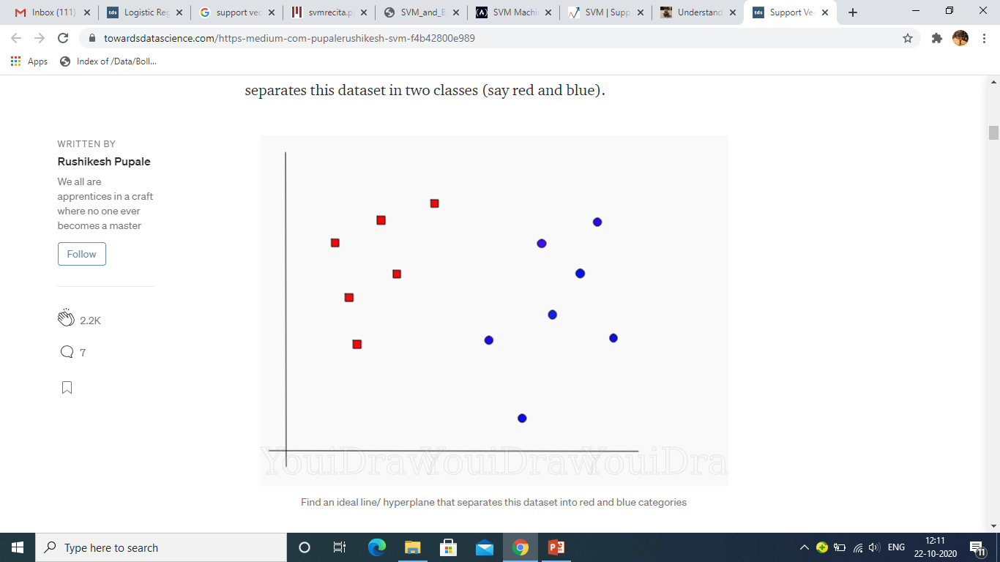 Inbox (111)
Logistic Reg
support vec
svmrecita.p
SVM_and_B
SVM Machi
SVM | Supp
Understand
Support Vec
towardsdatascience.com/https-medium-com-pupalerushikesh-svm-f4b42800e989
Apps
Index of /Data/Boll...
separates this dataset in two classes (say red and blue).
WRITTEN BY
Rushikesh Pupale
We all are
apprentices in a craft
where no one ever
becomes a master
Follow
2.2K
7
YouiDraw YouiDraw YouiDra
Find an ideal line/ hyperplane that separates this dataset into red and blue categories
Type here to search
ENG
12:11
22-10-2020
11